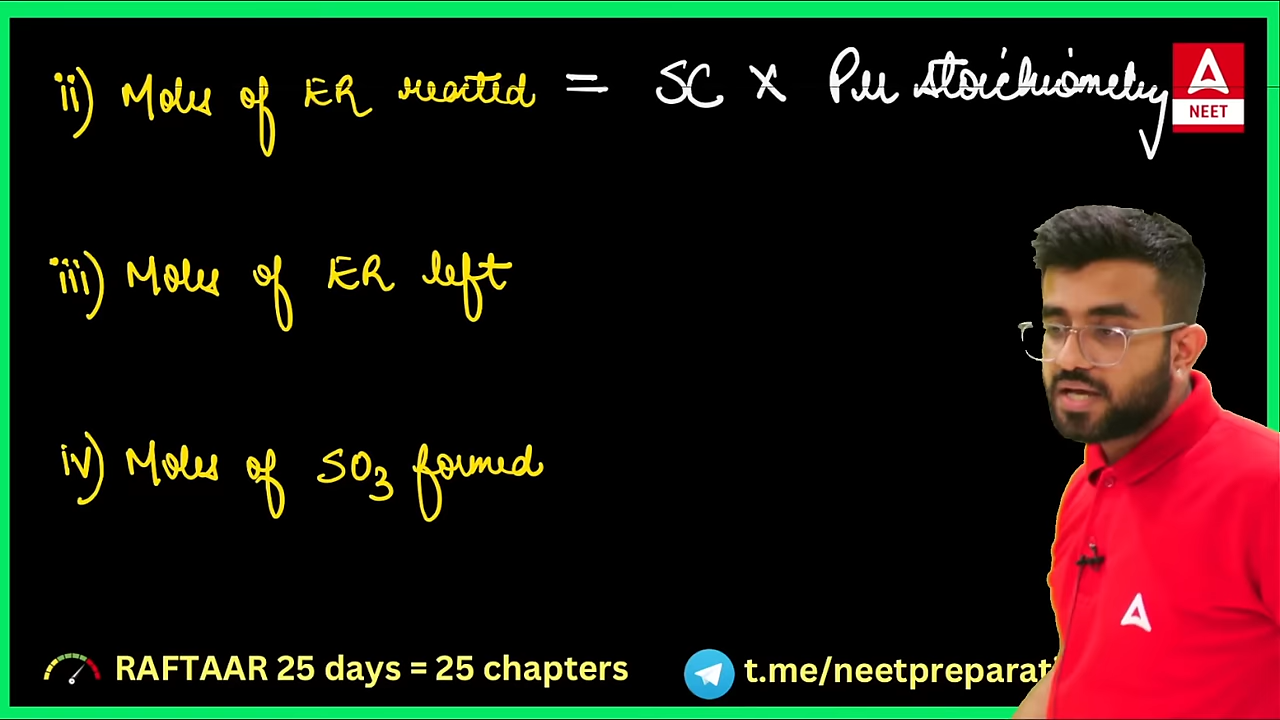 ii) Moles of ER reacted = SC × Per stoichiometry
NEET
iii) Moles of ER left
iv) Moles of SO3 formed
RAFTAAR 25 days = 25 chapters
t.me/neetpreparati